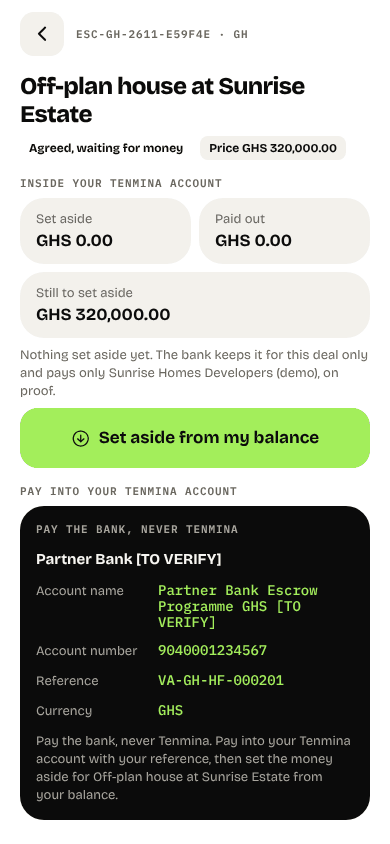 ESC-GH-2611-E59F4E · GH
Off-plan house at Sunrise
Estate
Agreed, waiting for money
Price GHS 320,000.00
INSIDE YOUR TENMINA ACCOUNT
Set aside
GHS 0.00
Paid out
GHS 0.00
Still to set aside
GHS 320,000.00
Nothing set aside yet. The bank keeps it for this deal only
and pays only Sunrise Homes Developers (demo), on
proof.
Set aside from my balance
PAY INTO YOUR TENMINA ACCOUNT
PAY THE BANK, NEVER TENMINA
Partner Bank [TO VERIFY]
Account name
Partner Bank Escrow
Programme GHS [TO
VERIFY]
Account number
9040001234567
Reference
VA-GH-HF-000201
Currency
GHS
Pay the bank, never Tenmina. Pay into your Tenmina
account with your reference, then set the money
aside for Off-plan house at Sunrise Estate from
your balance.